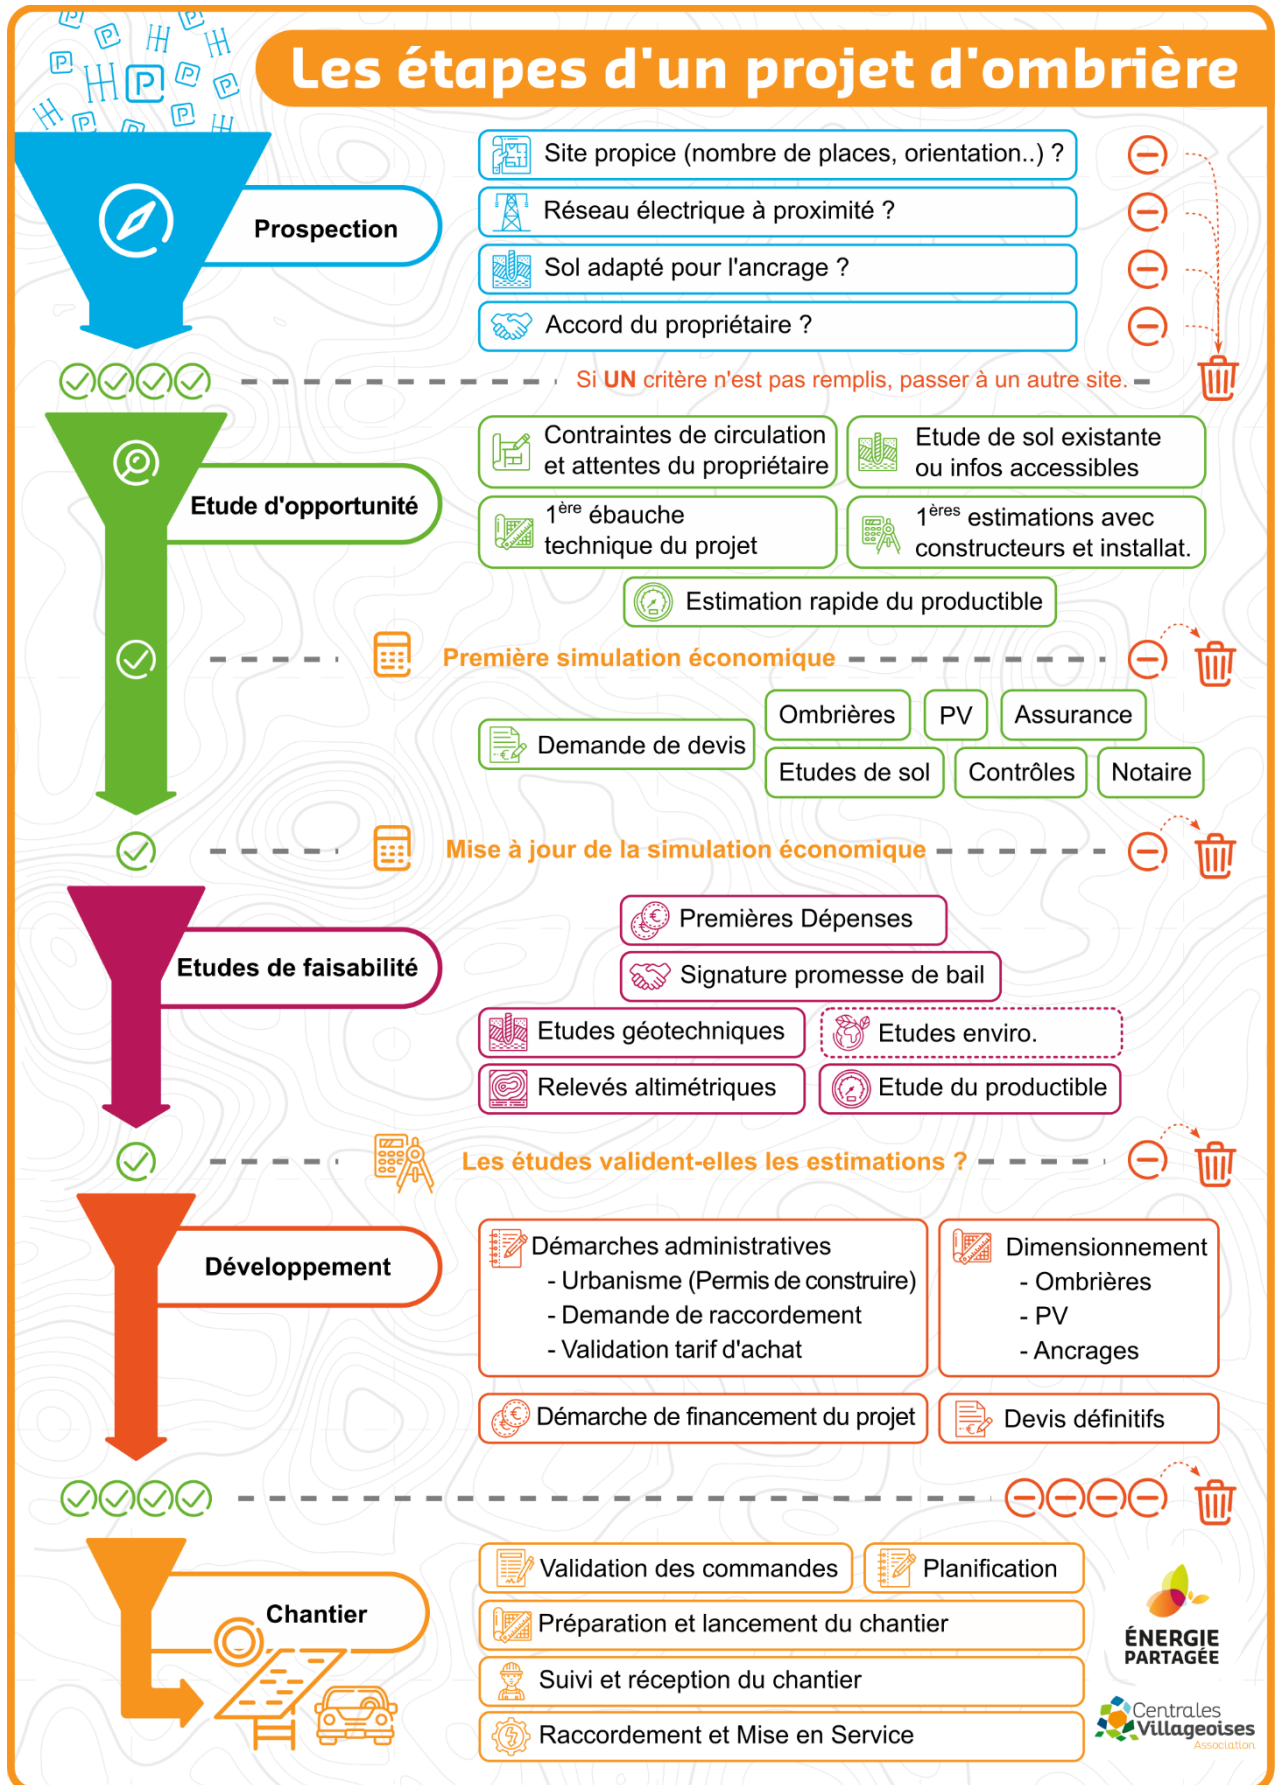 Les étapes d'un projet d'ombrière
Prospection
Site propice (nombre de places, orientation..) ?
Réseau électrique à proximité ?
Sol adapté pour l'ancrage ?
Accord du propriétaire ?
Si UN critère n'est pas remplis, passer à un autre site.
Etude d'opportunité
Contraintes de circulation
et attentes du propriétaire
Etude de sol existante
ou infos accessibles
1ère ébauche
technique du projet
1ères estimations avec
constructeurs et installat.
Estimation rapide du productible
Première simulation économique
Demande de devis
Ombrières
PV
Assurance
Etudes de sol
Contrôles
Notaire
Mise à jour de la simulation économique
Etudes de faisabilité
Premières Dépenses
Signature promesse de bail
Etudes géotechniques
Etudes enviro.
Relevés altimétriques
Etude du productible
Les études valident-elles les estimations ?
Développement
Démarches administratives
- Urbanisme (Permis de construire)
- Demande de raccordement
- Validation tarif d'achat
Dimensionnement
- Ombrières
- PV
- Ancrages
Démarche de financement du projet
Devis définitifs
Chantier
Validation des commandes
Planification
Préparation et lancement du chantier
Suivi et réception du chantier
Raccordement et Mise en Service
ÉNERGIE
PARTAGÉE
Centrales
Villageoises
Association